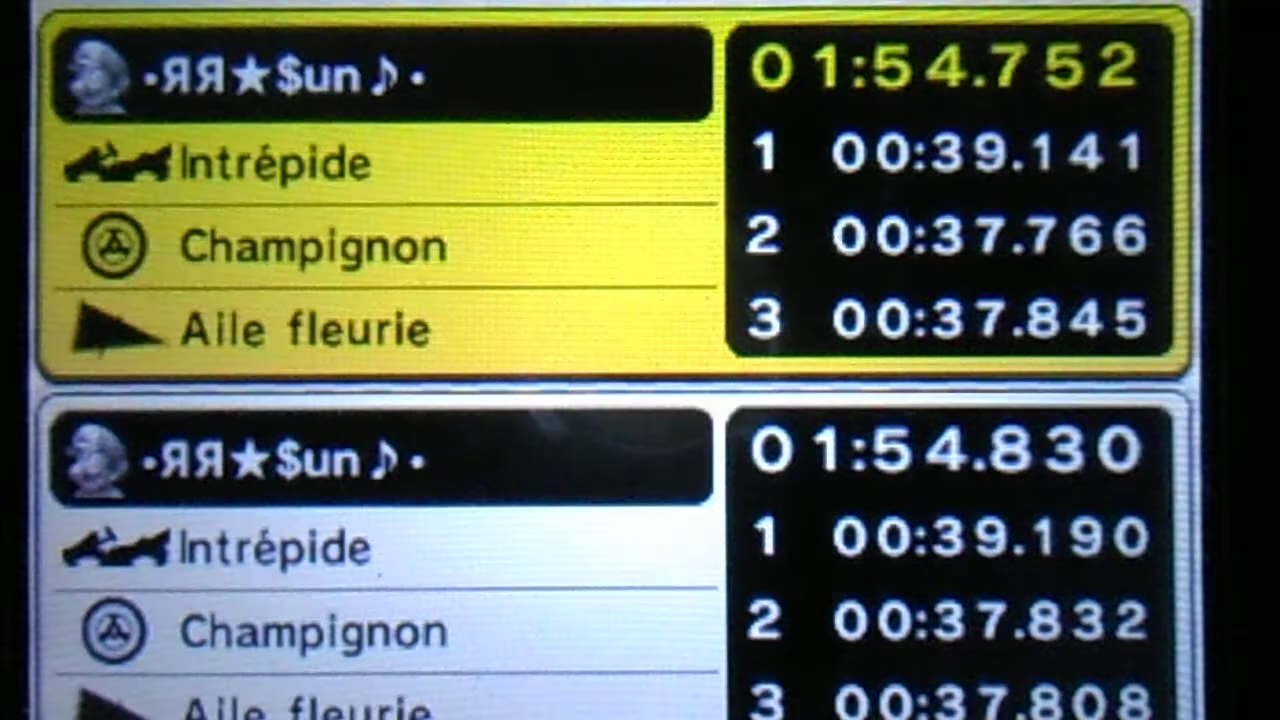 •ЯЯ★$un♪• 01:54.752
Intrépide 1 00:39.141
Champignon 2 00:37.766
Aile fleurie 3 00:37.845
•ЯЯ★$un♪• 01:54.830
Intrépide 1 00:39.190
Champignon 2 00:37.832
Aile fleurie 3 00:37.808